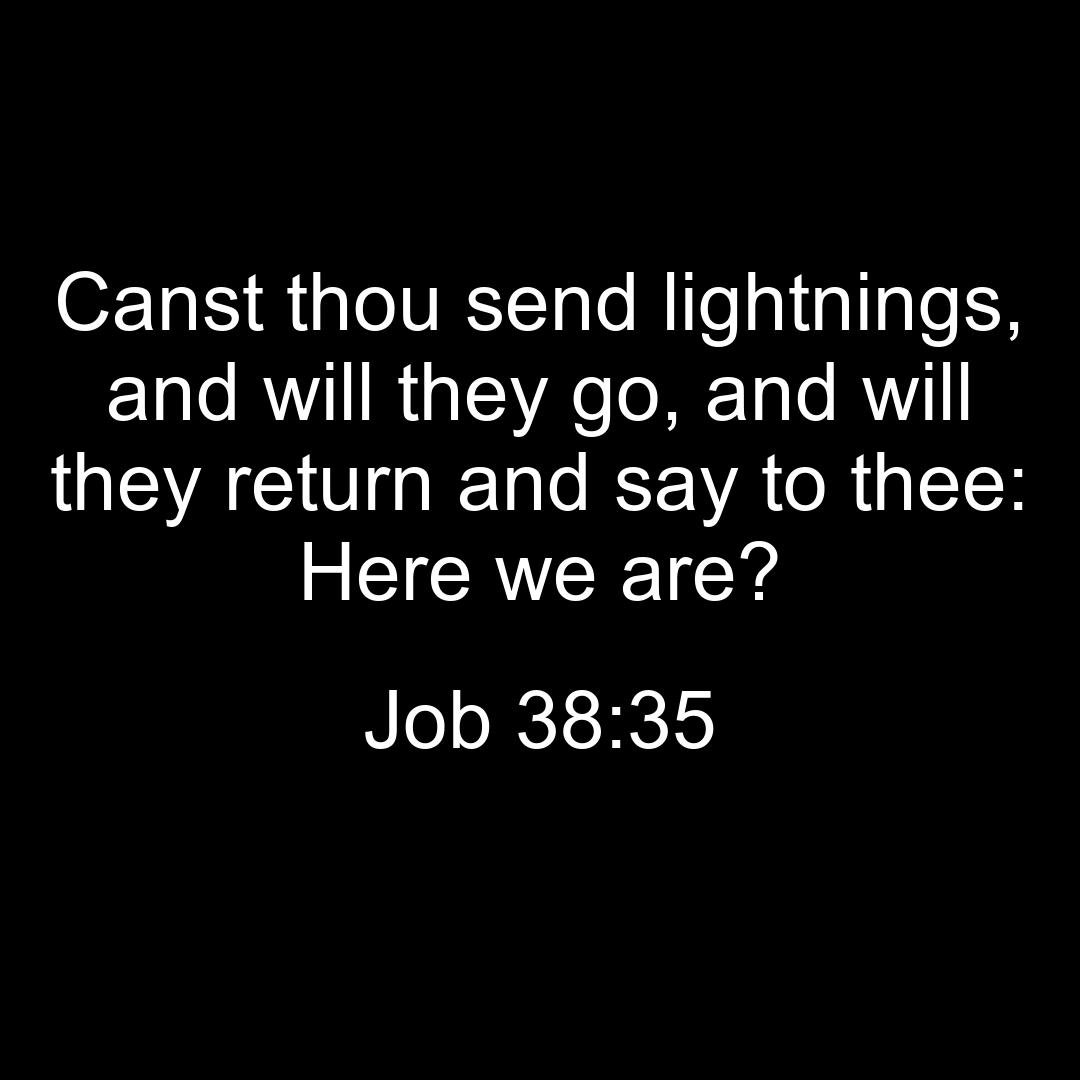 Canst thou send lightnings,
and will they go, and will
they return and say to thee:
Here we are?
Job 38:35